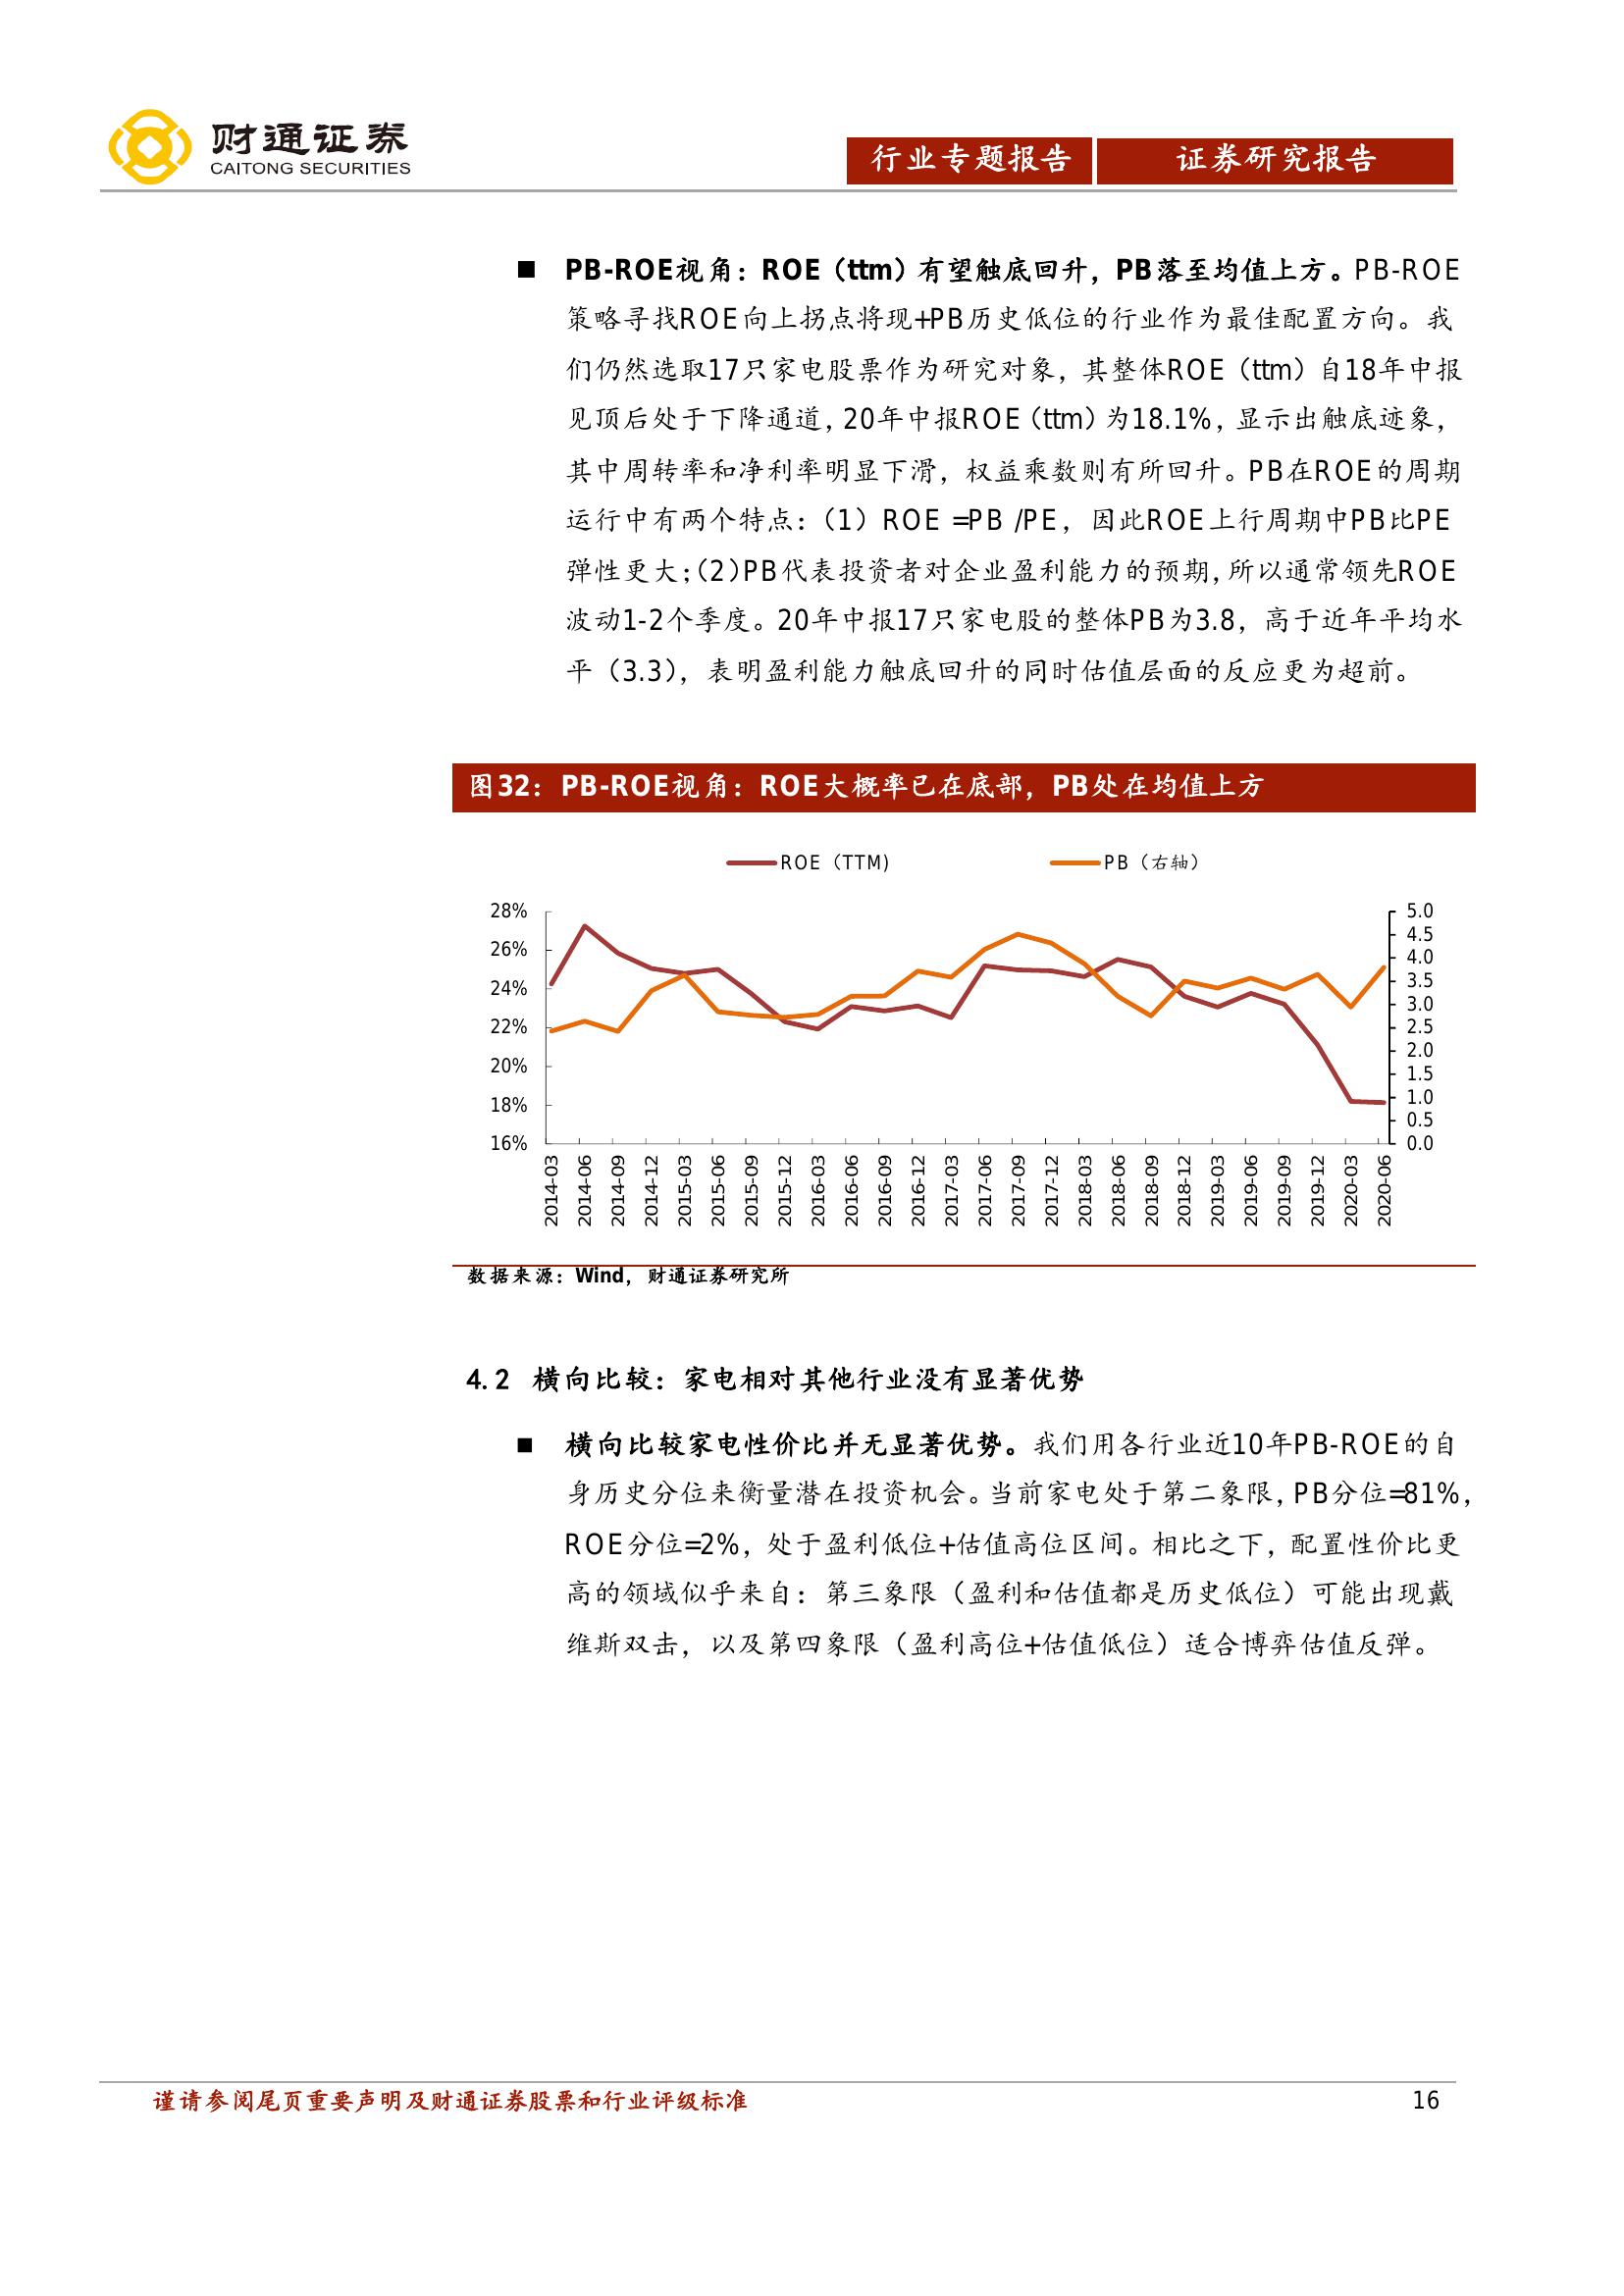 财通证券
CAITONG SECURITIES
行业专题报告
证券研究报告
■ PB-ROE视角：ROE（ttm）有望触底回升，PB落至均值上方。PB-ROE
策略寻找ROE向上拐点将现+PB历史低位的行业作为最佳配置方向。我
们仍然选取17只家电股票作为研究对象，其整体ROE（ttm）自18年中报
见顶后处于下降通道，20年中报ROE（ttm）为18.1%，显示出触底迹象，
其中周转率和净利率明显下滑，权益乘数则有所回升。PB在ROE的周期
运行中有两个特点：（1）ROE =PB /PE，因此ROE上行周期中PB比PE
弹性更大；（2）PB代表投资者对企业盈利能力的预期，所以通常领先ROE
波动1-2个季度。20年中报17只家电股的整体PB为3.8，高于近年平均水
平（3.3），表明盈利能力触底回升的同时估值层面的反应更为超前。
图32：PB-ROE视角：ROE大概率已在底部，PB处在均值上方
ROE（TTM)
PB（右轴）
28%
26%
24%
22%
20%
18%
16%
5.0
4.5
4.0
3.5
3.0
2.5
2.0
1.5
1.0
0.5
0.0
2014-03
2014-06
2014-09
2014-12
2015-03
2015-06
2015-09
2015-12
2016-03
2016-06
2016-09
2016-12
2017-03
2017-06
2017-09
2017-12
2018-03
2018-06
2018-09
2018-12
2019-03
2019-06
2019-09
2019-12
2020-03
2020-06
数据来源：Wind，财通证券研究所
4.2 横向比较：家电相对其他行业没有显著优势
■ 横向比较家电性价比并无显著优势。我们用各行业近10年PB-ROE的自
身历史分位来衡量潜在投资机会。当前家电处于第二象限，PB分位=81%，
ROE分位=2%，处于盈利低位+估值高位区间。相比之下，配置性价比更
高的领域似乎来自：第三象限（盈利和估值都是历史低位）可能出现戴
维斯双击，以及第四象限（盈利高位+估值低位）适合博弈估值反弹。
谨请参阅尾页重要声明及财通证券股票和行业评级标准
16